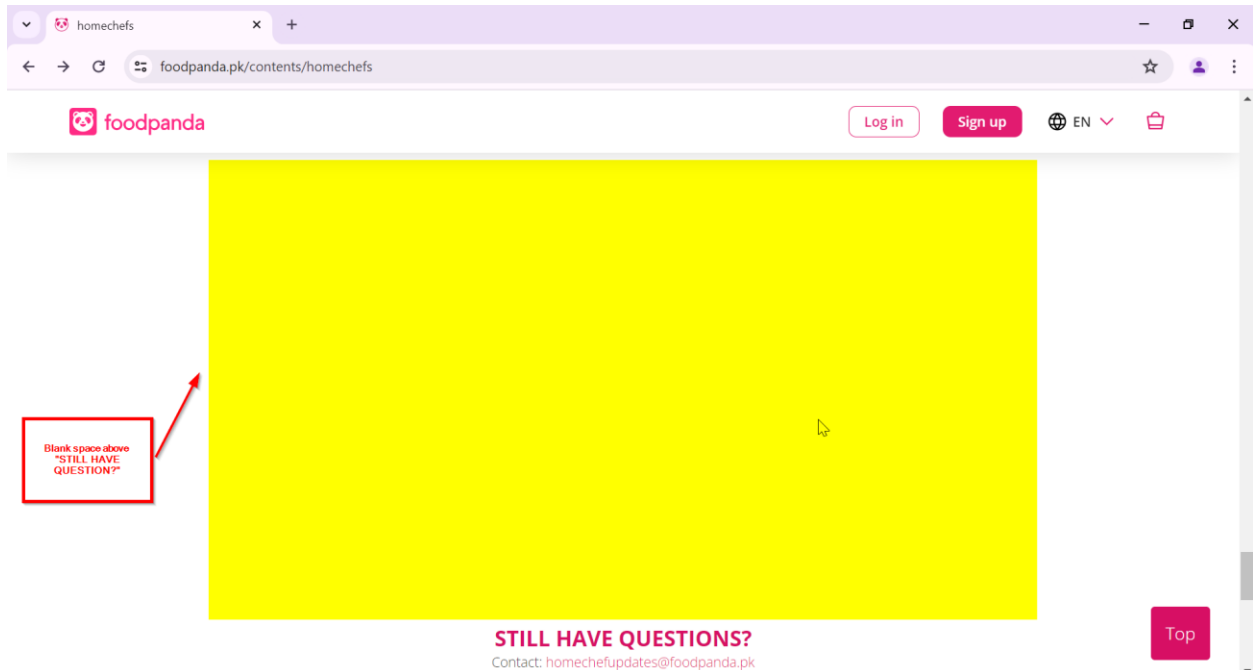 homechefs
foodpanda.pk/contents/homechefs
foodpanda
Log in
Sign up
EN
Blank space above
"STILL HAVE
QUESTION?"
STILL HAVE QUESTIONS?
Contact: homechefupdates@foodpanda.pk
Top